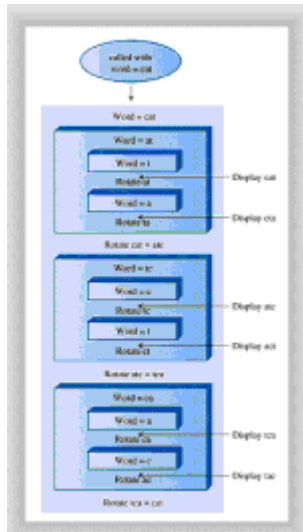 called with
word = cat
Word = cat
Word = at
Word = t
Display cat
Rotate at
Word = a
Display cta
Rotate ta
Rotate cat = atc
Word = tc
Word = c
Display atc
Rotate tc
Word = t
Display act
Rotate ct
Rotate atc = tca
Word = ca
Word = a
Display tca
Rotate ca
Word = c
Display tac
Rotate ac
Rotate tca = cat